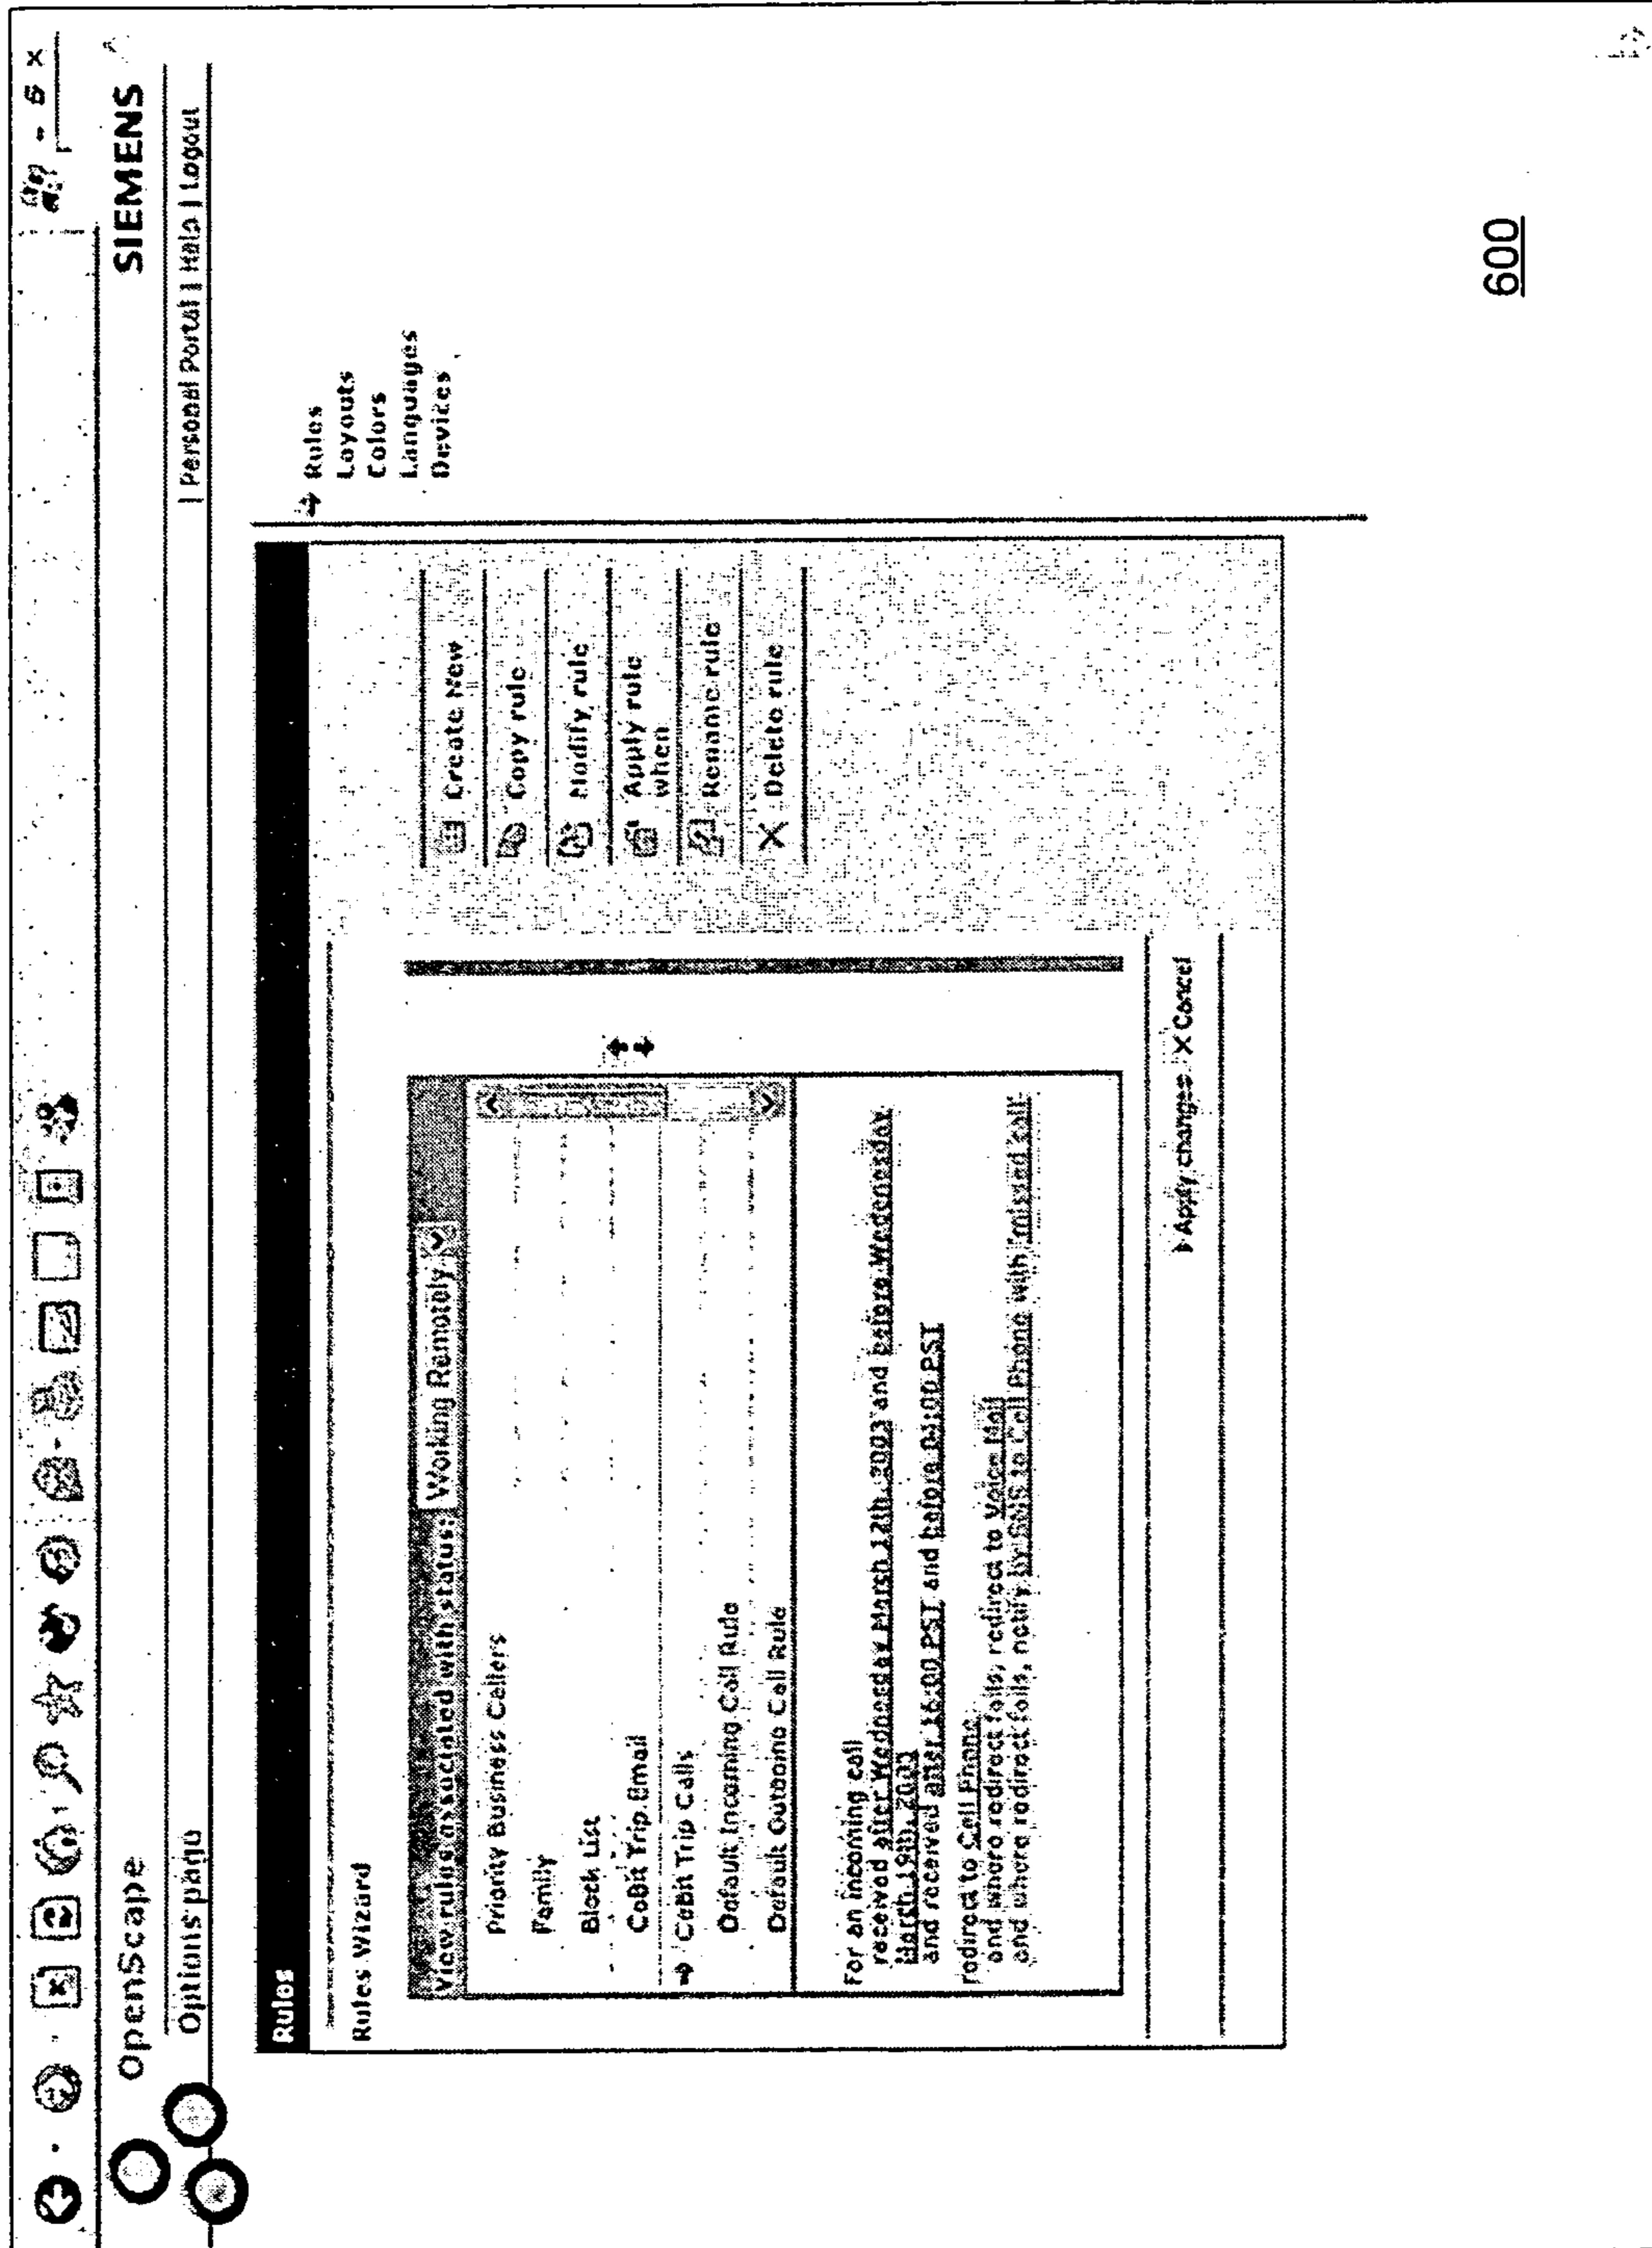 SIEMENS
OpenScape
Options page
| Personal Portal | Help | Logout
Rules
Rules Wizard
View rules associated with status: Working Remotely
Priority Business Callers
Family
Block List
CeBit Trip Email
CeBit Trip Calls
Default Incoming Call Rule
Default Outgoing Call Rule
For an incoming call
received after Wednesday March 12th, 2003 and before Wedenesday
March 19th, 2003
and received after 16:00 PST and before 04:00 PST
redirect to Cell Phone
and where redirect fails, redirect to Voice Mail
and where redirect fails, notify by SMS to Cell Phone with missed call
Create New
Copy rule
Modify rule
Apply rule
when
Rename rule
Delete rule
Apply changes X Cancel
Rules
Layouts
Colors
Languages
Devices
600